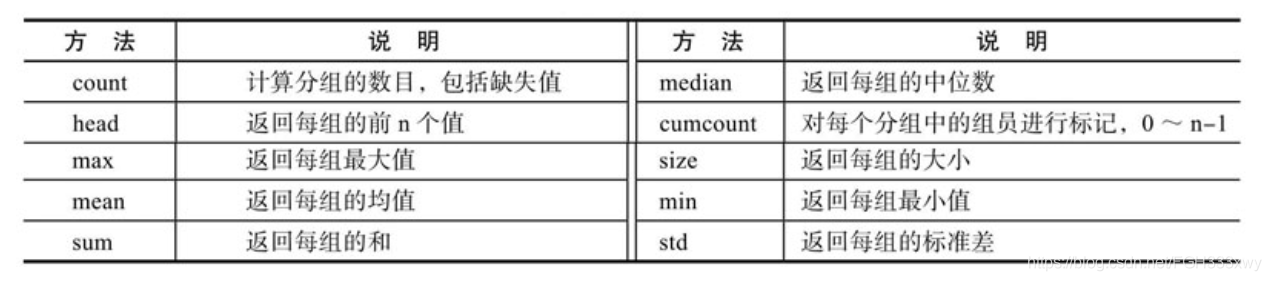 方 法 说 明 方 法 说 明
count 计算分组的数目，包括缺失值 median 返回每组的中位数
head 返回每组的前 n 个值 cumcount 对每个分组中的组员进行标记，0 ～ n-1
max 返回每组最大值 size 返回每组的大小
mean 返回每组的均值 min 返回每组最小值
sum 返回每组的和 std 返回每组的标准差